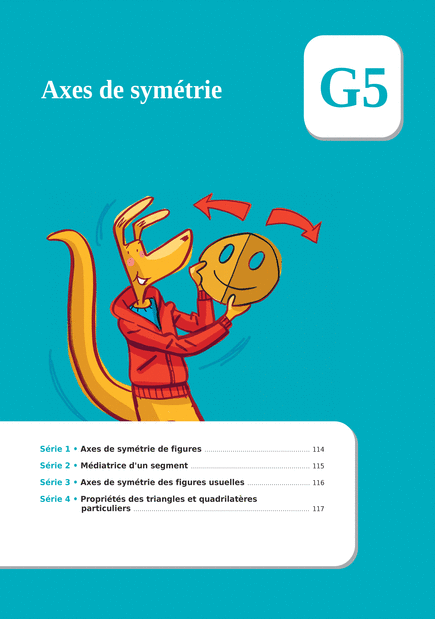 Axes de symétrie
G5
Série 1 • Axes de symétrie de figures 114
Série 2 • Médiatrice d'un segment 115
Série 3 • Axes de symétrie des figures usuelles 116
Série 4 • Propriétés des triangles et quadrilatères
particuliers 117